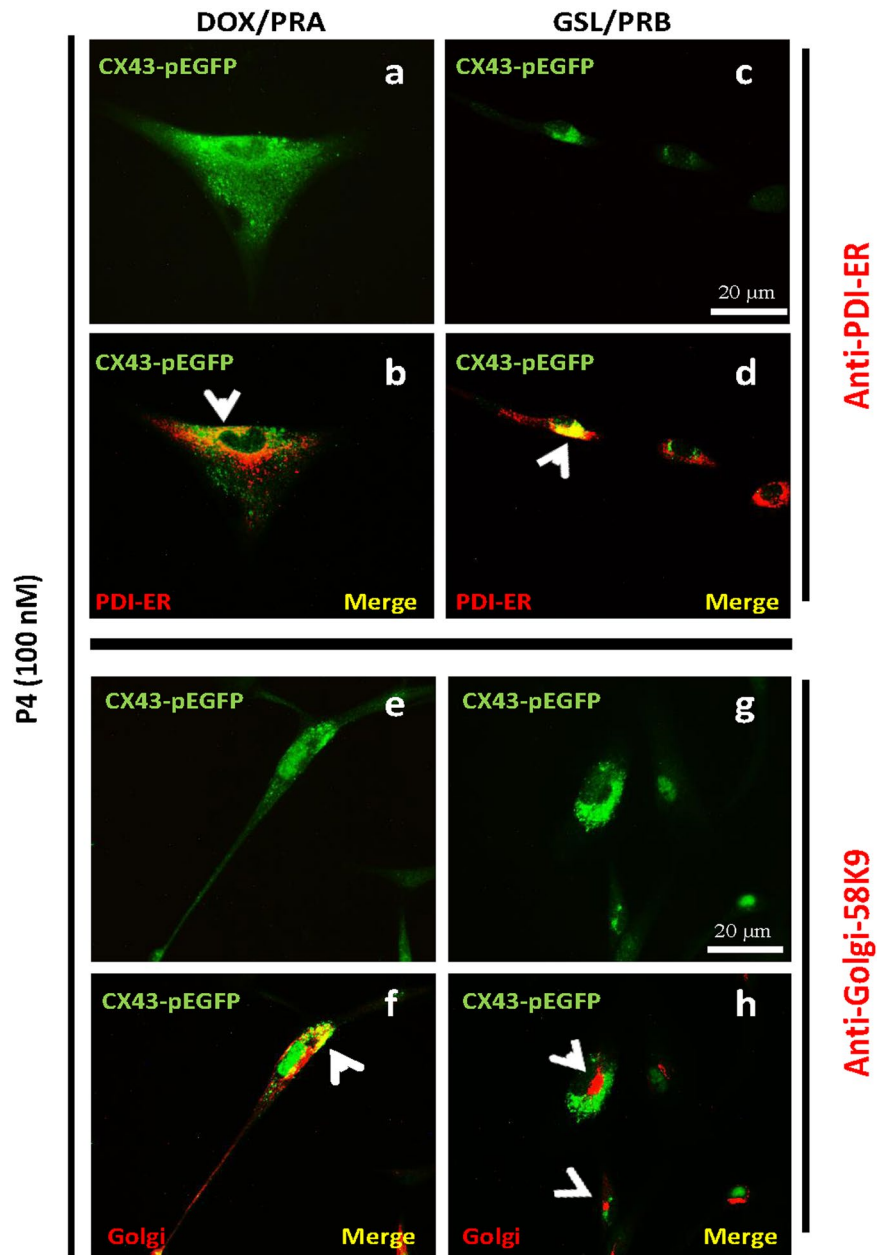 DOX/PRA
GSL/PRB
CX43-pEGFP
a
CX43-pEGFP
c
20 µm
CX43-pEGFP
b
PDI-ER
Merge
CX43-pEGFP
d
PDI-ER
Merge
Anti-PDI-ER
P4 (100 nM)
CX43-pEGFP
e
CX43-pEGFP
g
20 µm
CX43-pEGFP
f
Golgi
Merge
CX43-pEGFP
h
Golgi
Merge
Anti-Golgi-58K9